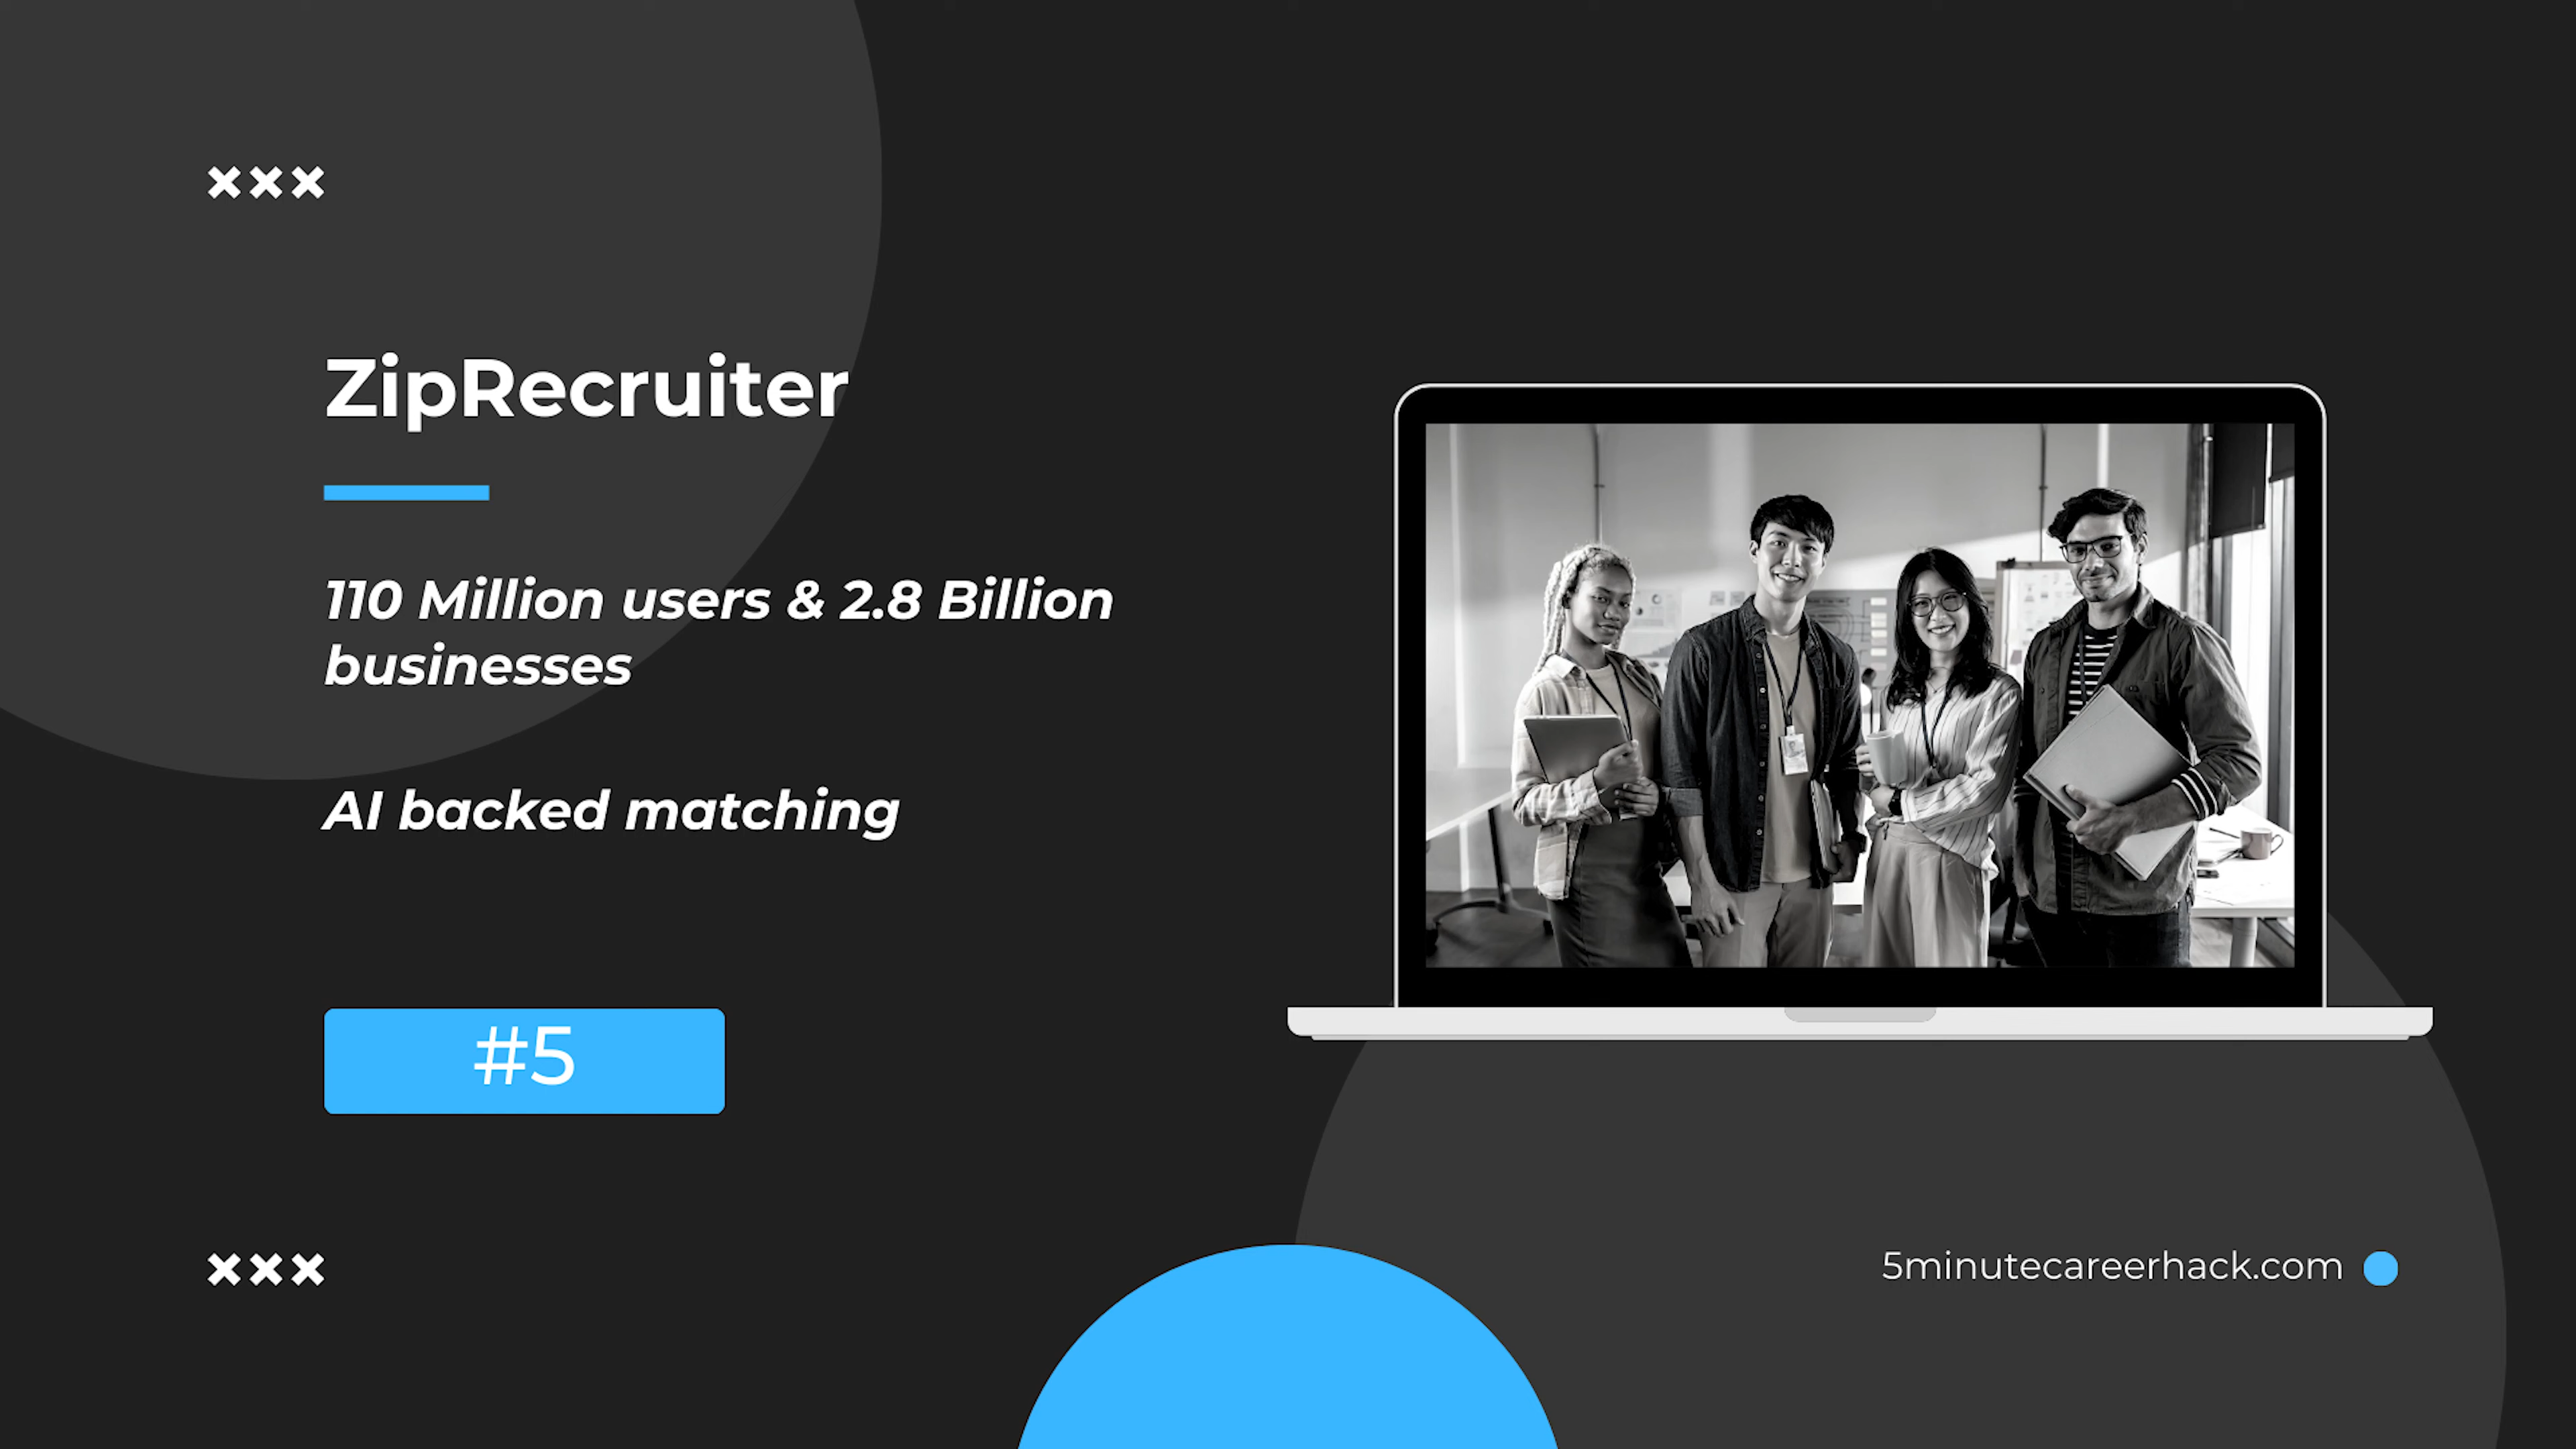 ZipRecruiter
110 Million users & 2.8 Billion
businesses
AI backed matching
#5
5minutecareerhack.com